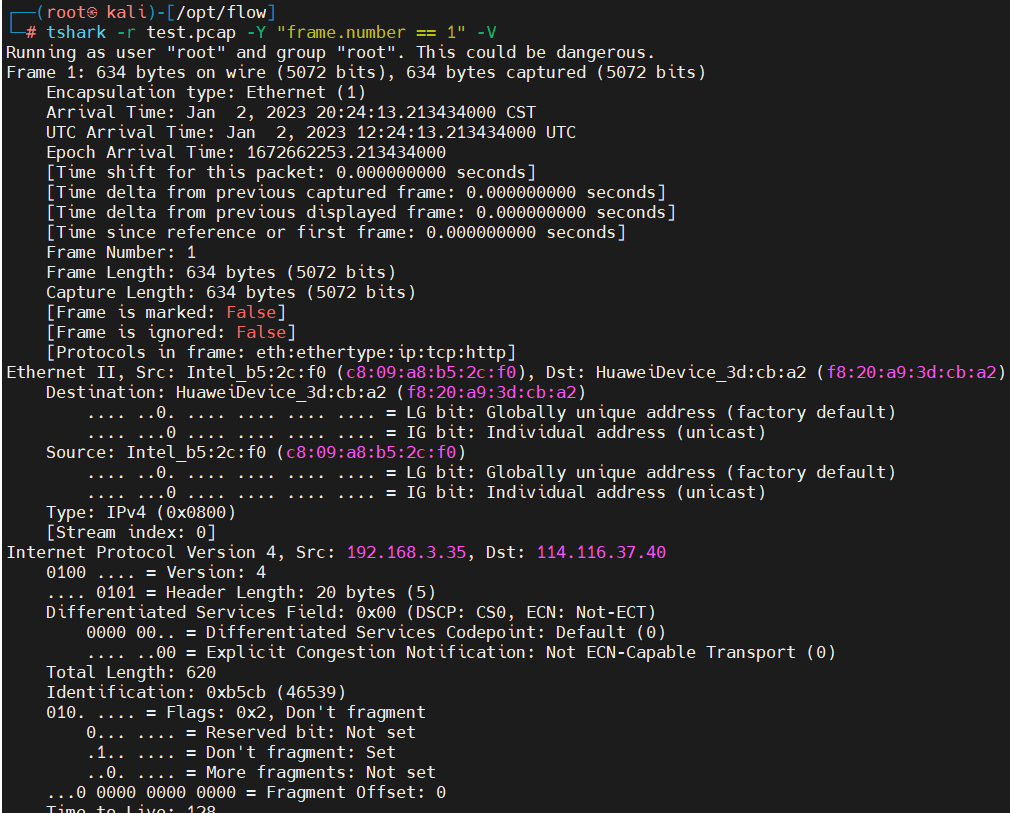 ┌──(root㉿ kali)-[/opt/flow]
└─# tshark -r test.pcap -Y "frame.number == 1" -V
Running as user "root" and group "root". This could be dangerous.
Frame 1: 634 bytes on wire (5072 bits), 634 bytes captured (5072 bits)
    Encapsulation type: Ethernet (1)
    Arrival Time: Jan  2, 2023 20:24:13.213434000 CST
    UTC Arrival Time: Jan  2, 2023 12:24:13.213434000 UTC
    Epoch Arrival Time: 1672662253.213434000
    [Time shift for this packet: 0.000000000 seconds]
    [Time delta from previous captured frame: 0.000000000 seconds]
    [Time delta from previous displayed frame: 0.000000000 seconds]
    [Time since reference or first frame: 0.000000000 seconds]
    Frame Number: 1
    Frame Length: 634 bytes (5072 bits)
    Capture Length: 634 bytes (5072 bits)
    [Frame is marked: False]
    [Frame is ignored: False]
    [Protocols in frame: eth:ethertype:ip:tcp:http]
Ethernet II, Src: Intel_b5:2c:f0 (c8:09:a8:b5:2c:f0), Dst: HuaweiDevice_3d:cb:a2 (f8:20:a9:3d:cb:a2)
    Destination: HuaweiDevice_3d:cb:a2 (f8:20:a9:3d:cb:a2)
        .... ..0. .... .... .... .... = LG bit: Globally unique address (factory default)
        .... ...0 .... .... .... .... = IG bit: Individual address (unicast)
    Source: Intel_b5:2c:f0 (c8:09:a8:b5:2c:f0)
        .... ..0. .... .... .... .... = LG bit: Globally unique address (factory default)
        .... ...0 .... .... .... .... = IG bit: Individual address (unicast)
    Type: IPv4 (0x0800)
    [Stream index: 0]
Internet Protocol Version 4, Src: 192.168.3.35, Dst: 114.116.37.40
    0100 .... = Version: 4
    .... 0101 = Header Length: 20 bytes (5)
    Differentiated Services Field: 0x00 (DSCP: CS0, ECN: Not-ECT)
        0000 00.. = Differentiated Services Codepoint: Default (0)
        .... ..00 = Explicit Congestion Notification: Not ECN-Capable Transport (0)
    Total Length: 620
    Identification: 0xb5cb (46539)
    010. .... = Flags: 0x2, Don't fragment
        0... .... = Reserved bit: Not set
        .1.. .... = Don't fragment: Set
        ..0. .... = More fragments: Not set
    ...0 0000 0000 0000 = Fragment Offset: 0
    Time to Live: 128